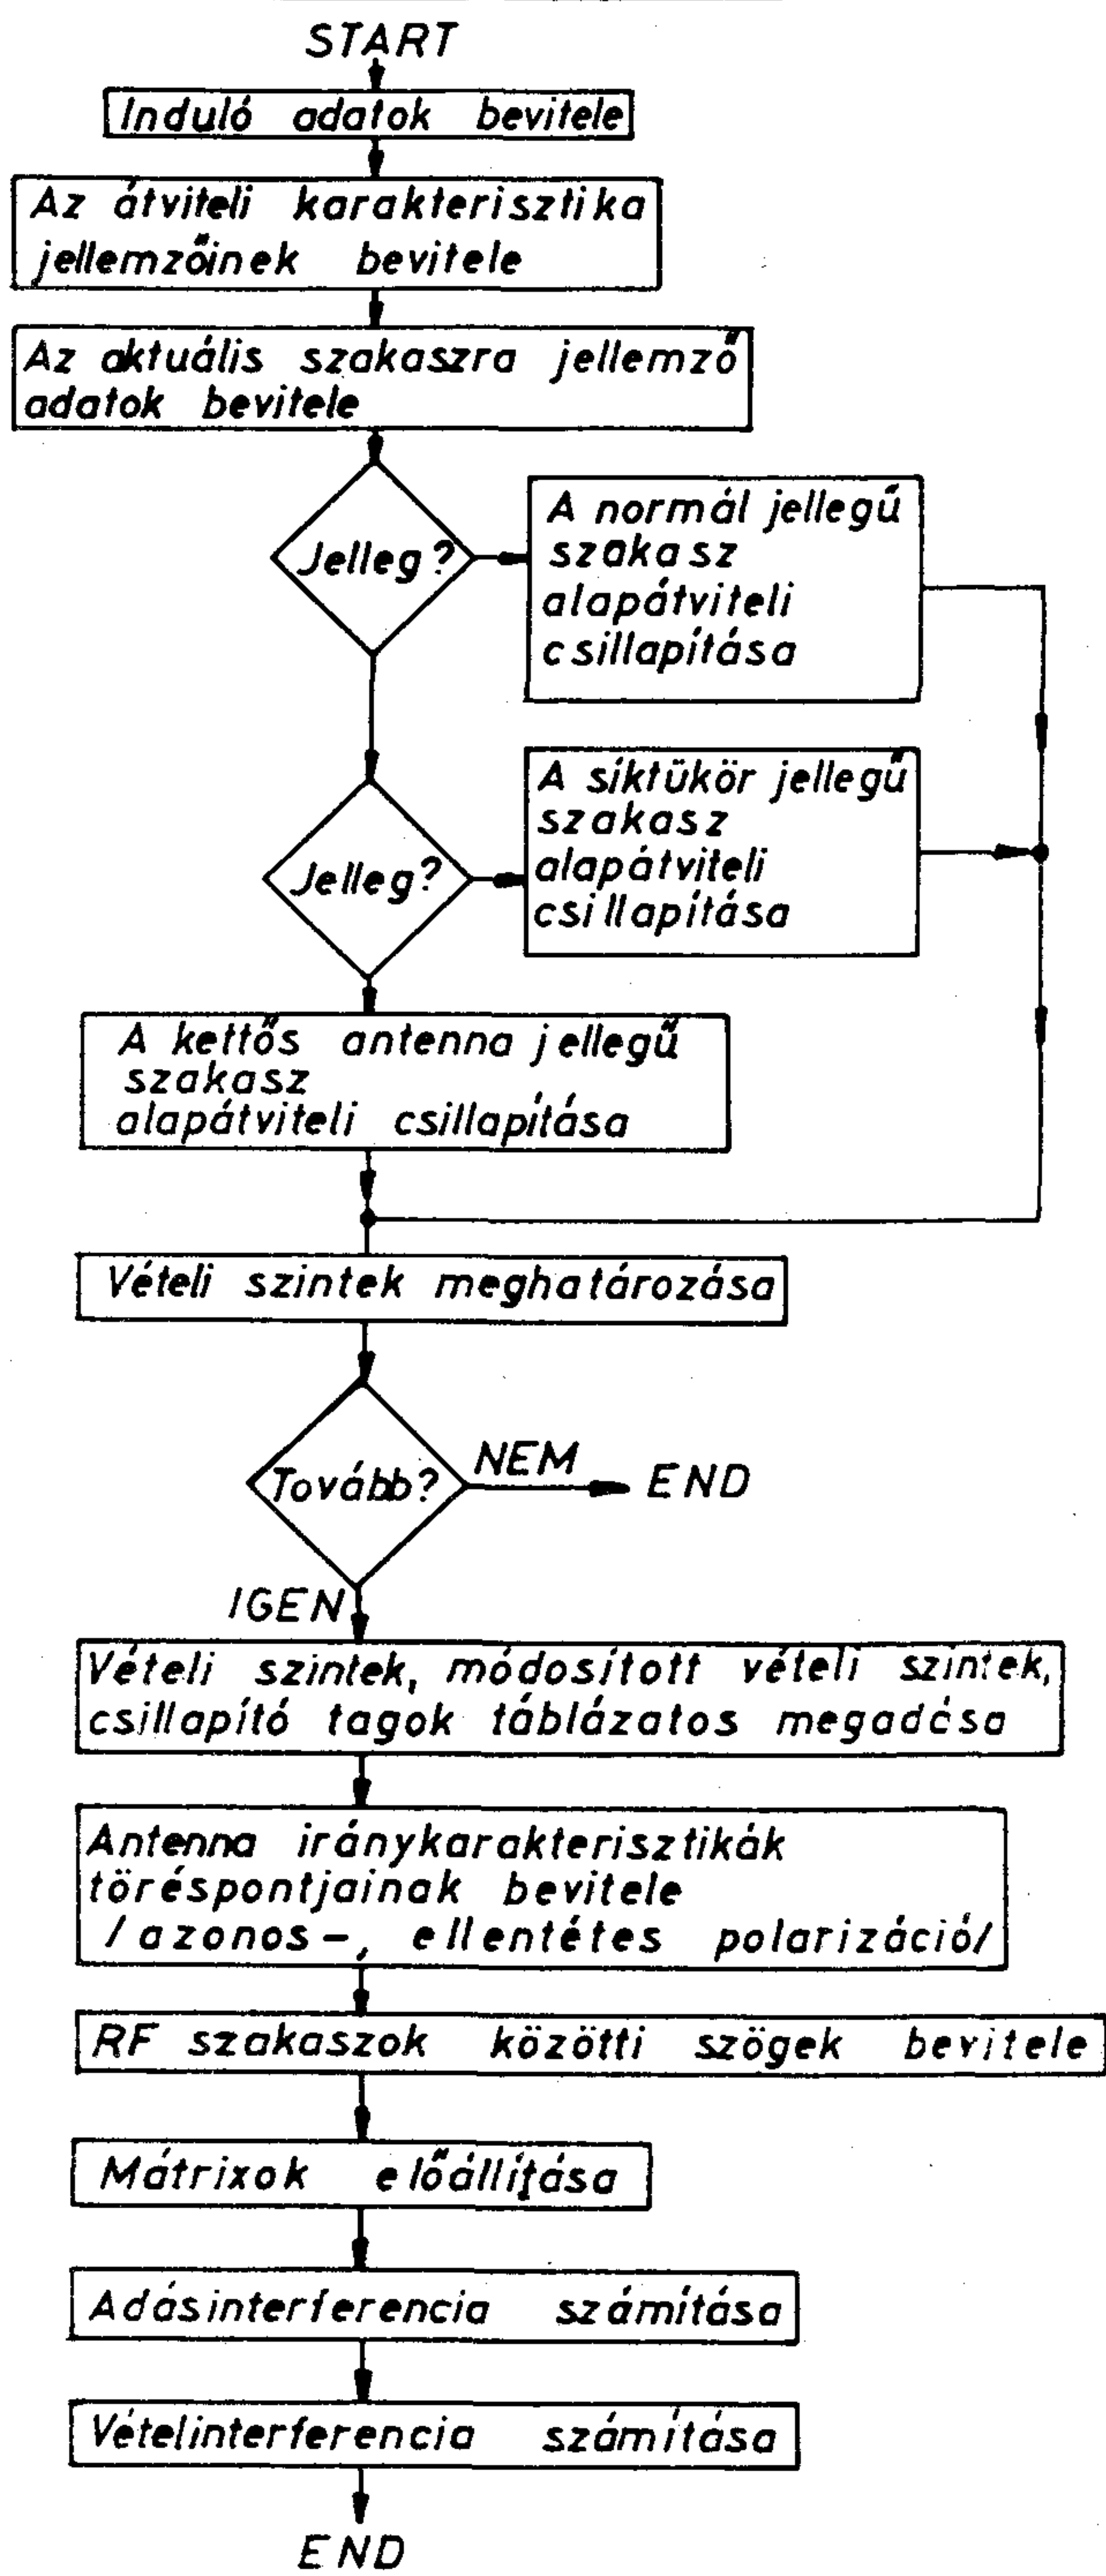 START
Induló adatok bevitele
Az átviteli karakterisztika
jellemzőinek bevitele
Az aktuális szakaszra jellemző
adatok bevitele
Jelleg?
A normál jellegű
szakasz
alapátviteli
csillapítása
Jelleg?
A síktükör jellegű
szakasz
alapátviteli
csillapítása
A kettős antenna jellegű
szakasz
alapátviteli csillapítása
Vételi szintek meghatározása
Tovább?
NEM
END
IGEN
Vételi szintek, módosított vételi szintek,
csillapító tagok táblázatos megadása
Antenna iránykarakterisztikák
töréspontjainak bevitele
/azonos-, ellentétes polarizáció/
RF szakaszok közötti szögek bevitele
Mátrixok előállítása
Adásinterferencia számítása
Vételinterferencia számítása
END